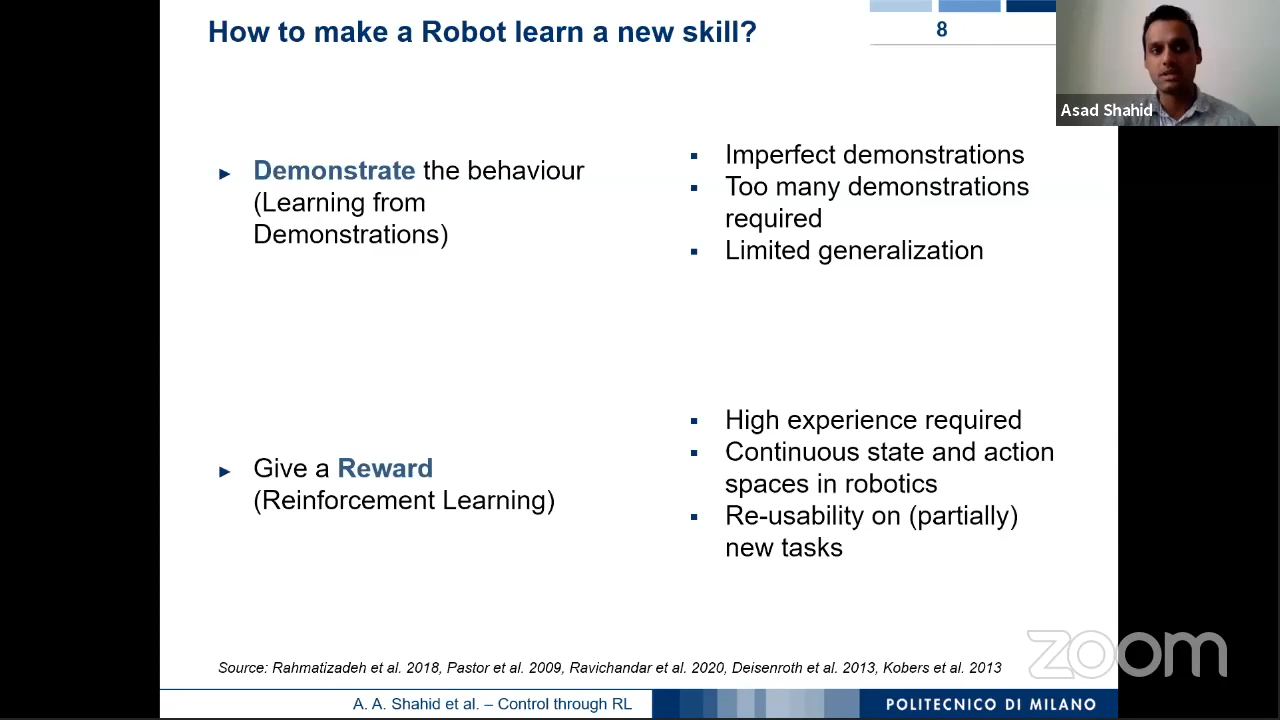 How to make a Robot learn a new skill?
8
Asad Shahid
► Demonstrate the behaviour
(Learning from
Demonstrations)
▪ Imperfect demonstrations
▪ Too many demonstrations
required
▪ Limited generalization
► Give a Reward
(Reinforcement Learning)
▪ High experience required
▪ Continuous state and action
spaces in robotics
▪ Re-usability on (partially)
new tasks
Source: Rahmatizadeh et al. 2018, Pastor et al. 2009, Ravichandar et al. 2020, Deisenroth et al. 2013, Kobers et al. 2013
A. A. Shahid et al. – Control through RL
POLITECNICO DI MILANO
zoom